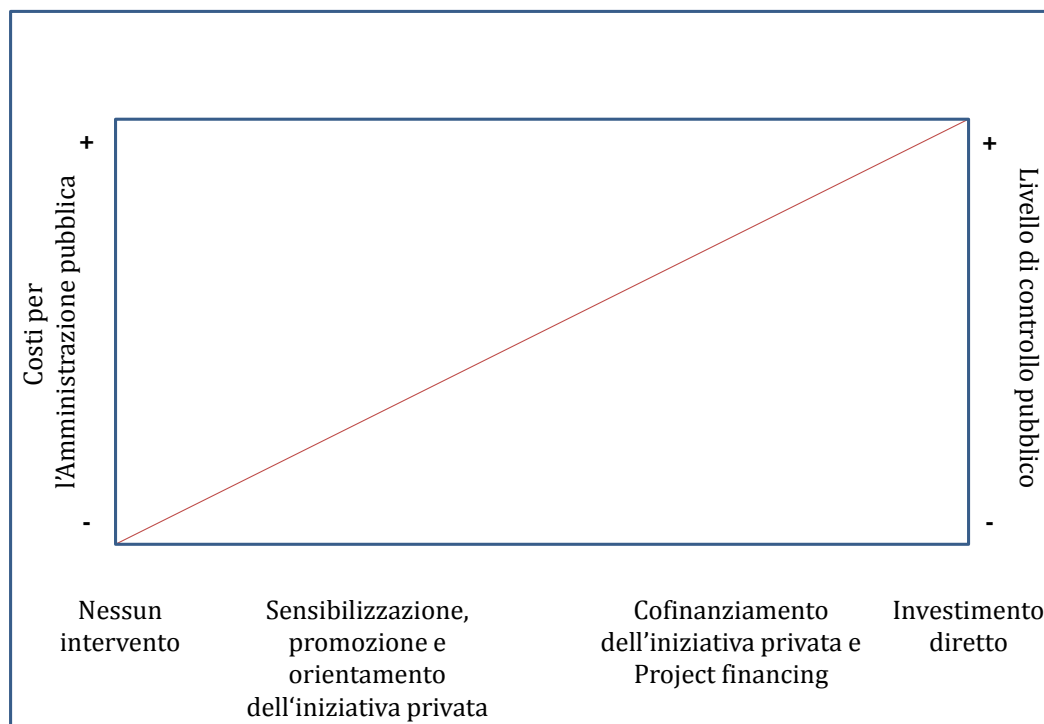 +
-
Costi per
l'Amministrazione pubblica
+
-
Livello di controllo pubblico
Nessun
intervento
Sensibilizzazione,
promozione e
orientamento
dell‘iniziativa privata
Cofinanziamento
dell’iniziativa privata e
Project financing
Investimento
diretto